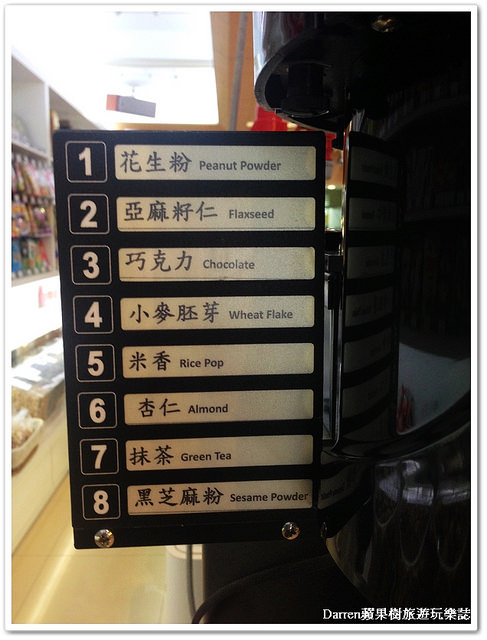 1 花生粉 Peanut Powder
2 亞麻籽仁 Flaxseed
3 巧克力 Chocolate
4 小麥胚芽 Wheat Flake
5 米香 Rice Pop
6 杏仁 Almond
7 抹茶 Green Tea
8 黑芝麻粉 Sesame Powder
Darren蘋果樹旅遊玩樂誌